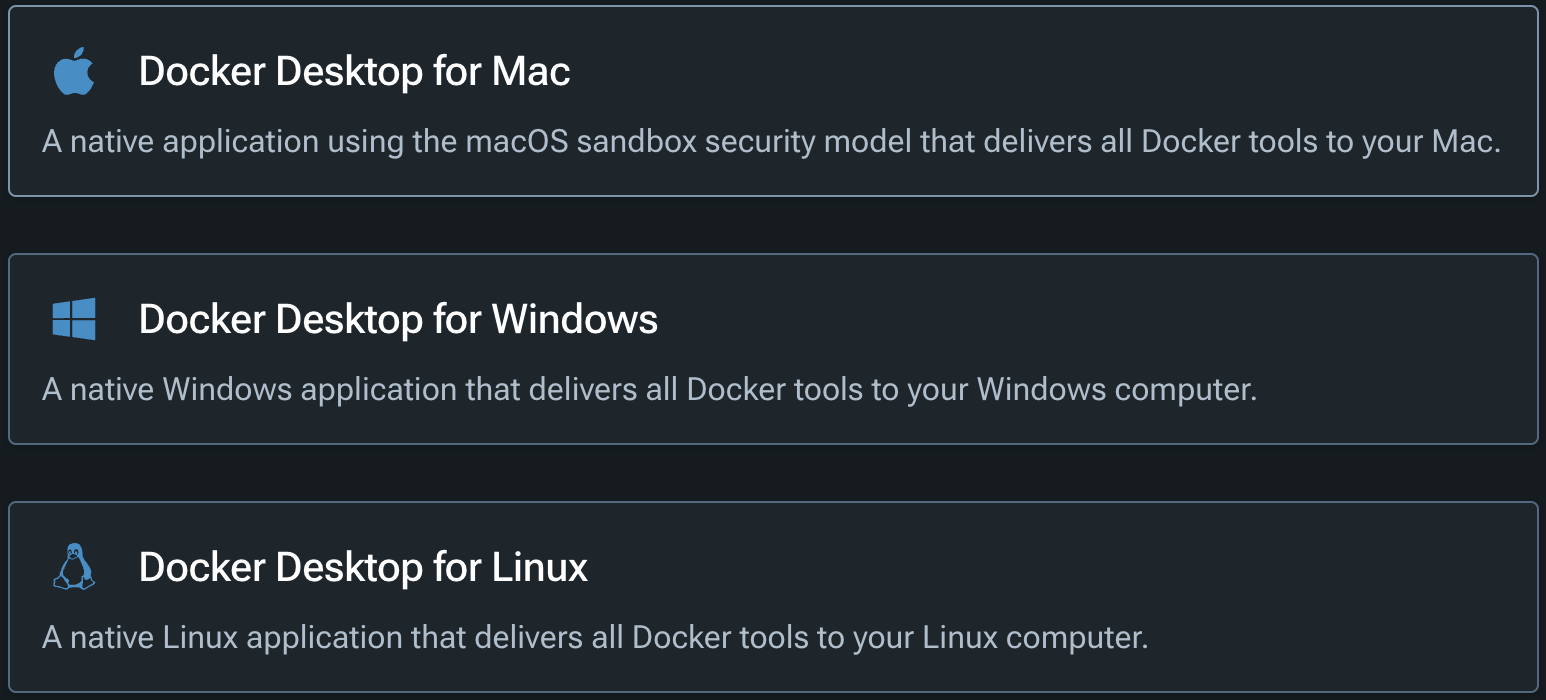 Docker Desktop for Mac
A native application using the macOS sandbox security model that delivers all Docker tools to your Mac.
Docker Desktop for Windows
A native Windows application that delivers all Docker tools to your Windows computer.
Docker Desktop for Linux
A native Linux application that delivers all Docker tools to your Linux computer.